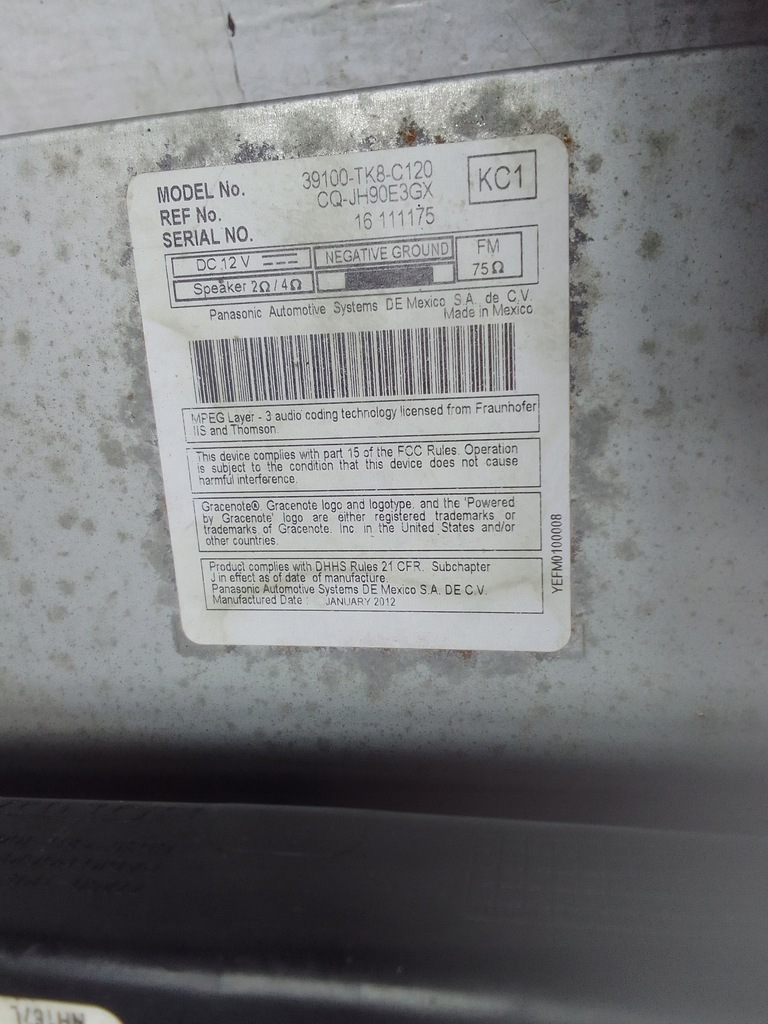 MODEL No. 39100-TK8-C120
REF No. CQ-JH90E3GX
SERIAL NO. 16 111175
KC1
DC 12 V
Speaker 2Ω / 4Ω
NEGATIVE GROUND
FM
75Ω
Panasonic Automotive Systems DE Mexico S.A. de C.V.
Made in Mexico
MPEG Layer - 3 audio coding technology licensed from Fraunhofer
IIS and Thomson.
This device complies with part 15 of the FCC Rules. Operation
is subject to the condition that this device does not cause
harmful interference.
Gracenote®, Gracenote logo and logotype, and the 'Powered
by Gracenote' logo are either registered trademarks or
trademarks of Gracenote, Inc. in the United States and/or
other countries.
Product complies with DHHS Rules 21 CFR. Subchapter
J in effect as of date of manufacture.
Panasonic Automotive Systems DE Mexico S.A. DE C.V.
Manufactured Date : JANUARY 2012
YEFM0100008